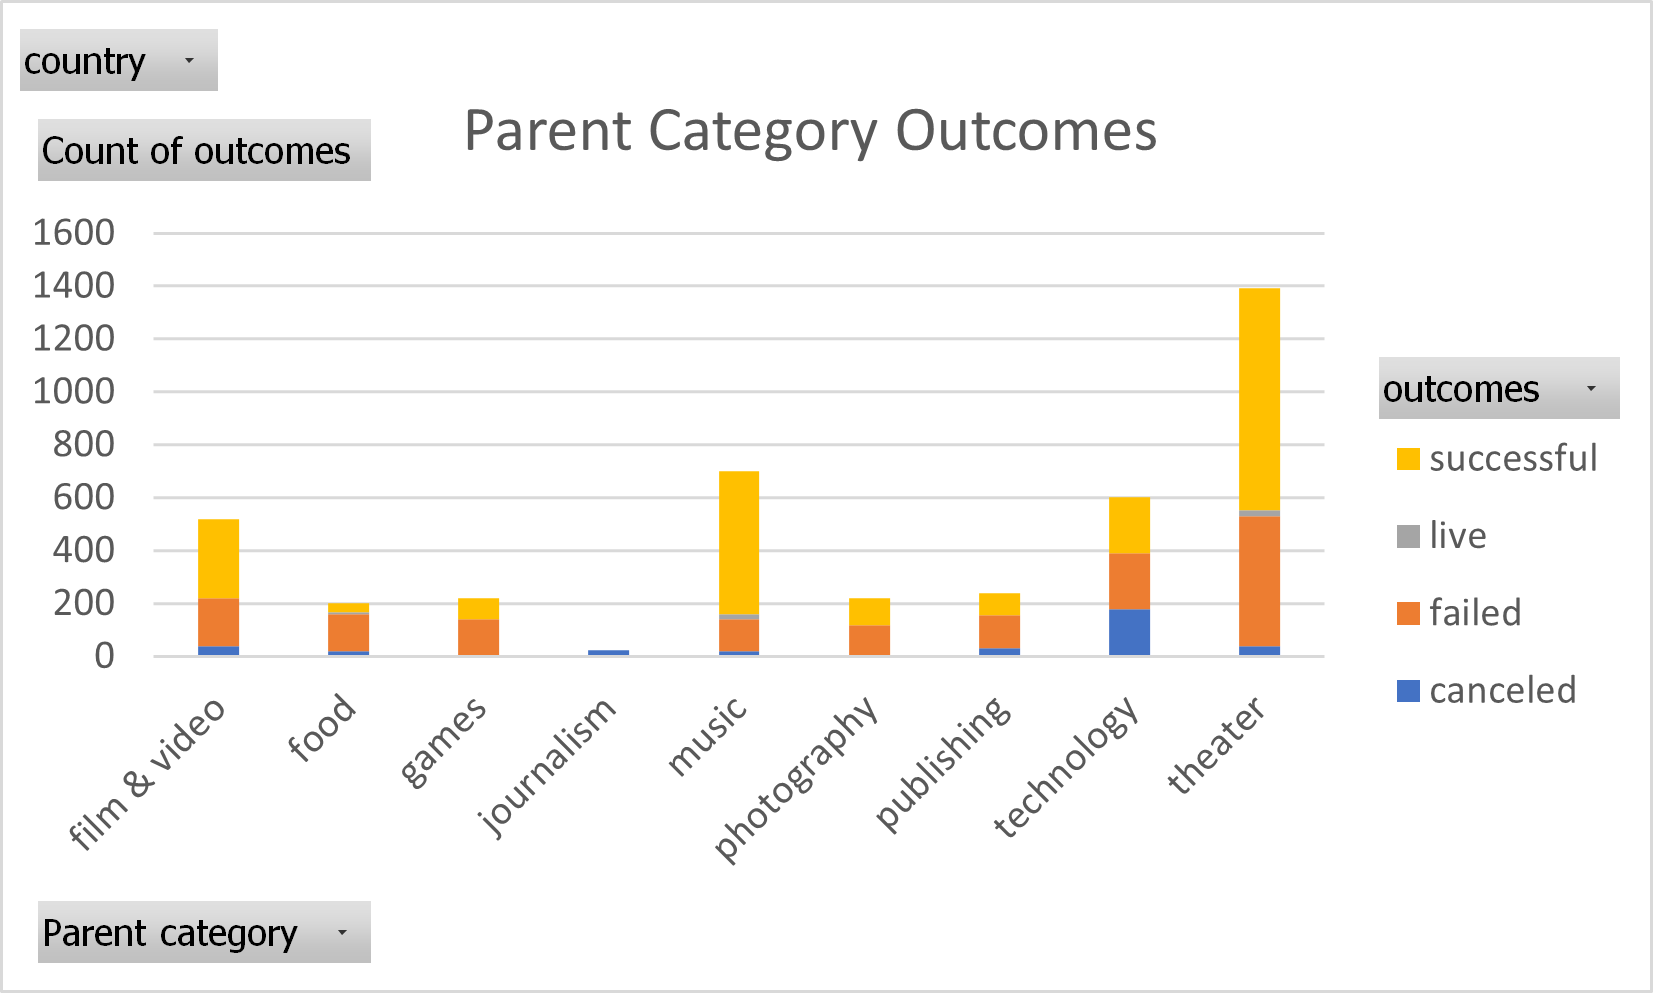 country
Count of outcomes
Parent Category Outcomes
1600
1400
1200
1000
800
600
400
200
0
film & video
food
games
journalism
music
photography
publishing
technology
theater
outcomes
successful
live
failed
canceled
Parent category